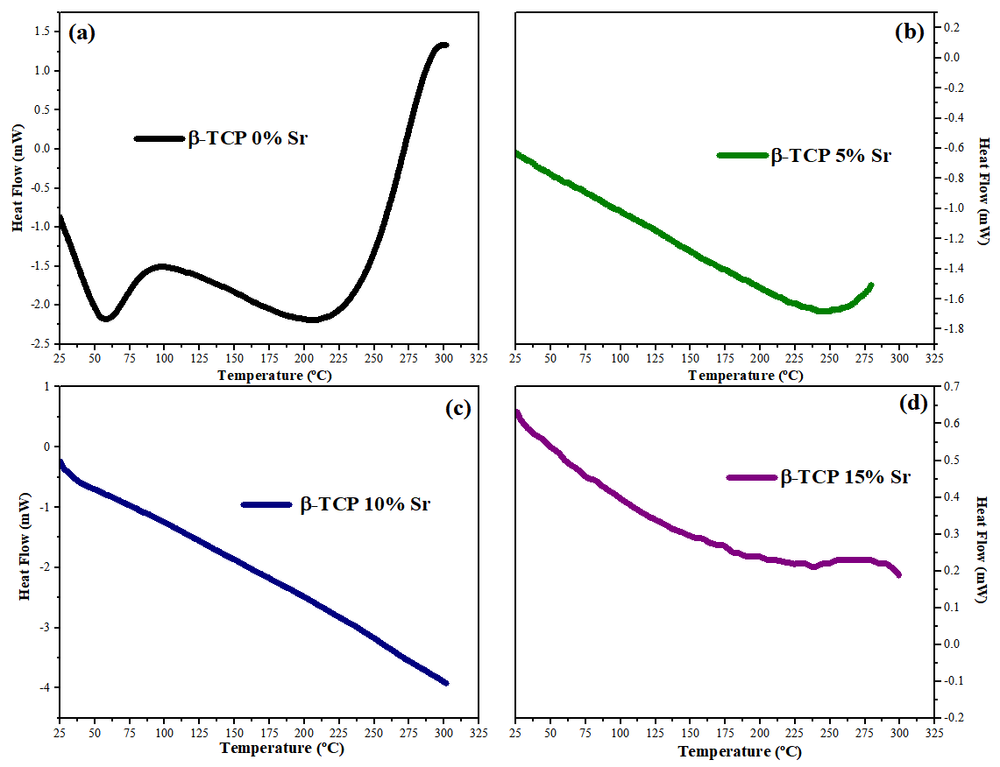 (a)
β-TCP 0% Sr
Heat Flow (mW)
1.5
1.0
0.5
0.0
-0.5
-1.0
-1.5
-2.0
-2.5
25 50 75 100 125 150 175 200 225 250 275 300 325
Temperature (ºC)
(b)
β-TCP 5% Sr
0.2
0.0
-0.2
-0.4
-0.6
-0.8
-1.0
-1.2
-1.4
-1.6
-1.8
Heat Flow (mW)
25 50 75 100 125 150 175 200 225 250 275 300 325
Temperature (ºC)
(c)
β-TCP 10% Sr
Heat Flow (mW)
1
0
-1
-2
-3
-4
25 50 75 100 125 150 175 200 225 250 275 300 325
Temperature (ºC)
(d)
β-TCP 15% Sr
0.7
0.6
0.5
0.4
0.3
0.2
0.1
0.0
-0.1
-0.2
Heat Flow (mW)
25 50 75 100 125 150 175 200 225 250 275 300 325
Temperature (ºC)